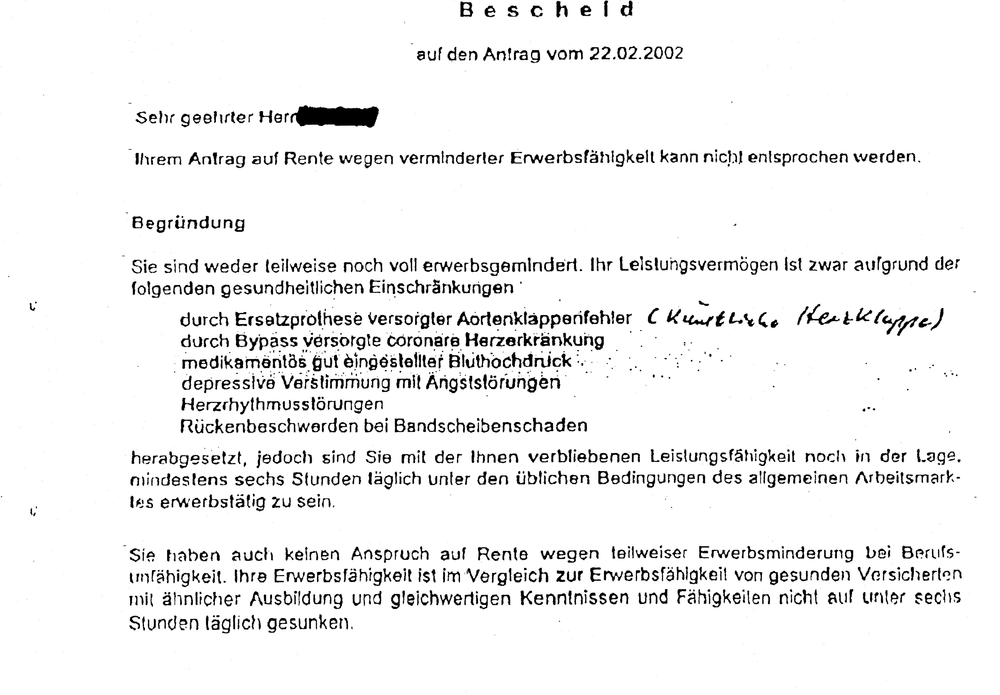 B e s c h e i d
auf den Antrag vom 22.02.2002
Sehr geehrter Herr
Ihrem Antrag auf Rente wegen verminderter Erwerbsfähigkeit kann nicht entsprochen werden.
Begründung
Sie sind weder teilweise noch voll erwerbsgemindert. Ihr Leistungsvermögen ist zwar aufgrund der
folgenden gesundheitlichen Einschränkungen
durch Ersatzprothese versorgter Aortenklappenfehler (Künstliche Herzklappe)
durch Bypass versorgte coronare Herzerkrankung
medikamentös gut eingestellter Bluthochdruck
depressive Verstimmung mit Angststörungen
Herzrhythmusstörungen
Rückenbeschwerden bei Bandscheibenschaden
herabgesetzt, jedoch sind Sie mit der Ihnen verbliebenen Leistungsfähigkeit noch in der Lage,
mindestens sechs Stunden täglich unter den üblichen Bedingungen des allgemeinen Arbeitsmark-
tes erwerbstätig zu sein.
Sie haben auch keinen Anspruch auf Rente wegen teilweiser Erwerbsminderung bei Berufs-
unfähigkeit. Ihre Erwerbsfähigkeit ist im Vergleich zur Erwerbsfähigkeit von gesunden Versicherten
mit ähnlicher Ausbildung und gleichwertigen Kenntnissen und Fähigkeiten nicht auf unter sechs
Stunden täglich gesunken.